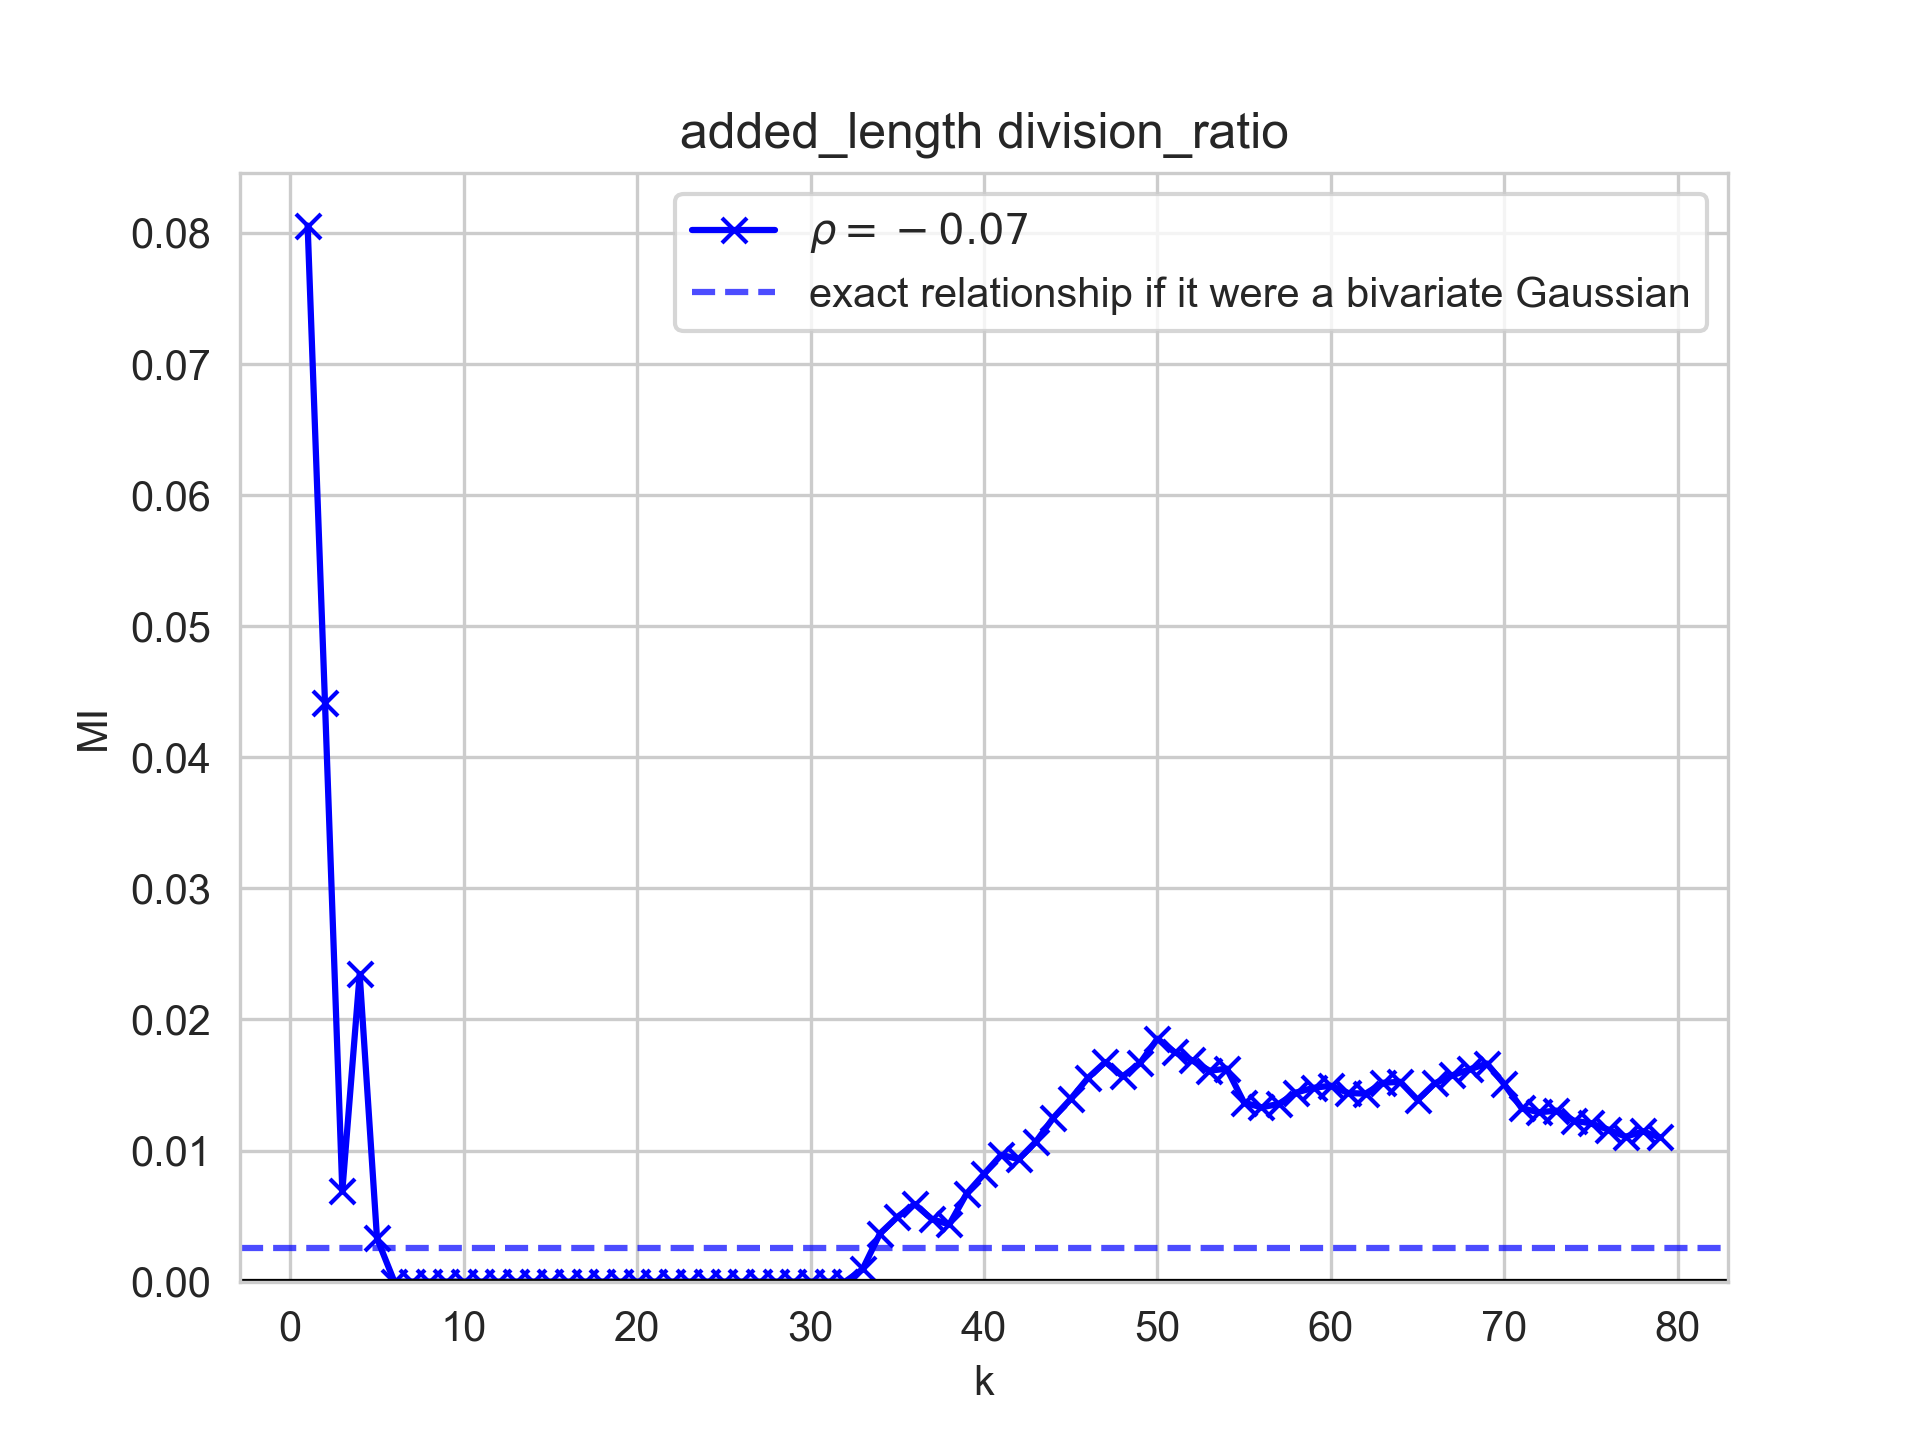 added_length division_ratio
ρ = − 0.07
exact relationship if it were a bivariate Gaussian
MI
0.08
0.07
0.06
0.05
0.04
0.03
0.02
0.01
0.00
0 10 20 30 40 50 60 70 80
k